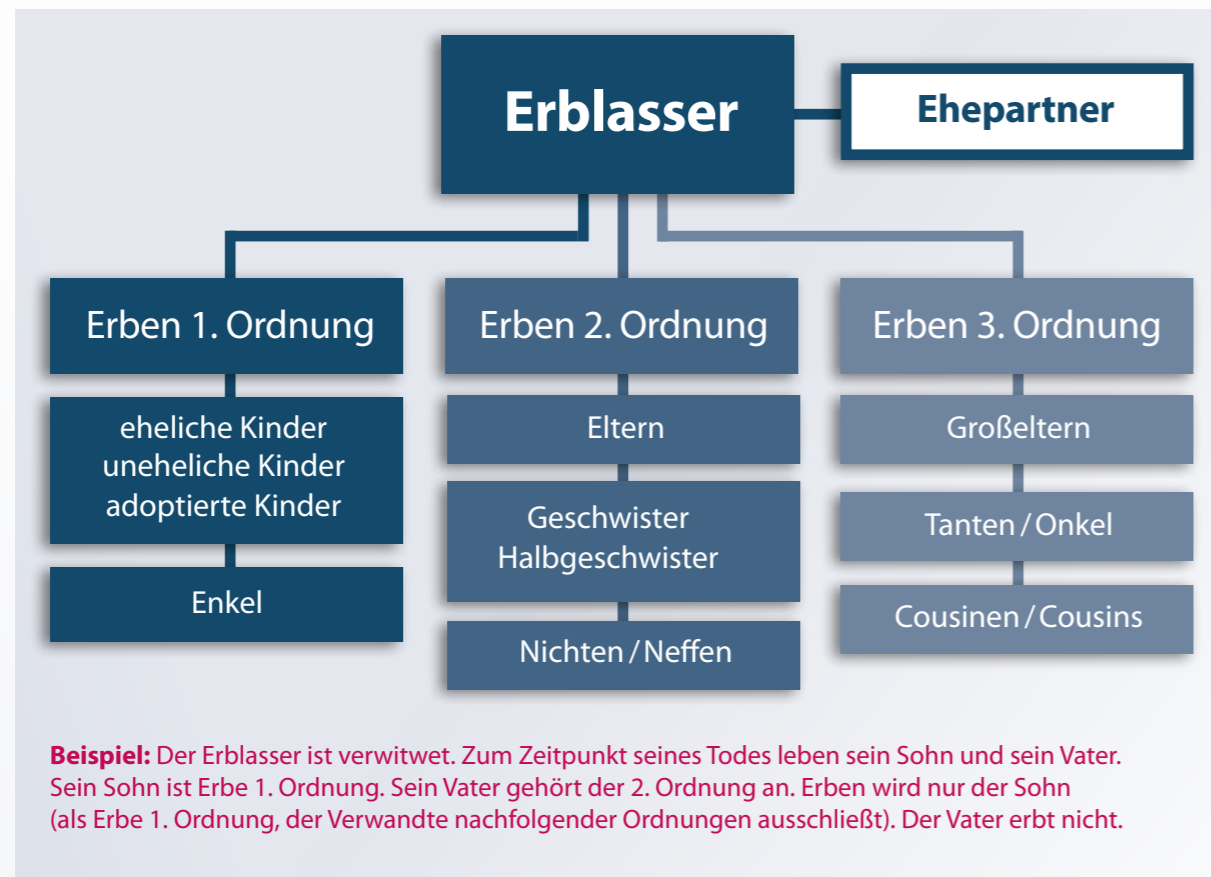 Erblasser
Ehepartner
Erben 1. Ordnung
eheliche Kinder
uneheliche Kinder
adoptierte Kinder
Enkel
Erben 2. Ordnung
Eltern
Geschwister
Halbgeschwister
Nichten / Neffen
Erben 3. Ordnung
Großeltern
Tanten / Onkel
Cousinen / Cousins
Beispiel: Der Erblasser ist verwitwet. Zum Zeitpunkt seines Todes leben sein Sohn und sein Vater.
Sein Sohn ist Erbe 1. Ordnung. Sein Vater gehört der 2. Ordnung an. Erben wird nur der Sohn
(als Erbe 1. Ordnung, der Verwandte nachfolgender Ordnungen ausschließt). Der Vater erbt nicht.